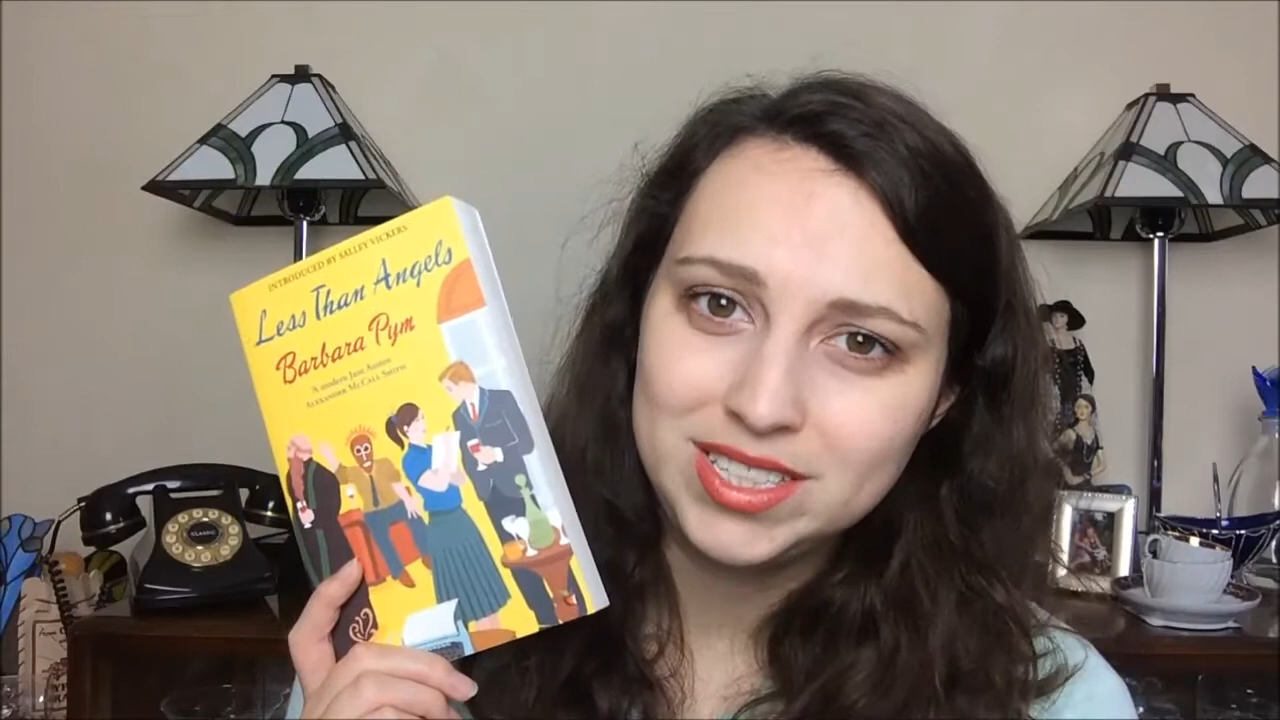 INTRODUCED BY SALLEY VICKERS
Less Than Angels
Barbara Pym
'A modern Jane Austen'
ALEXANDER MCCALL SMITH
CLASSIC